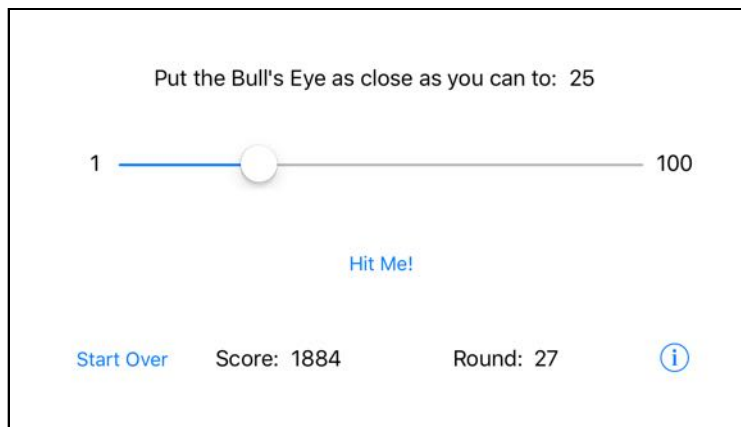 Put the Bull's Eye as close as you can to: 25
1 100
Hit Me!
Start Over Score: 1884 Round: 27 i